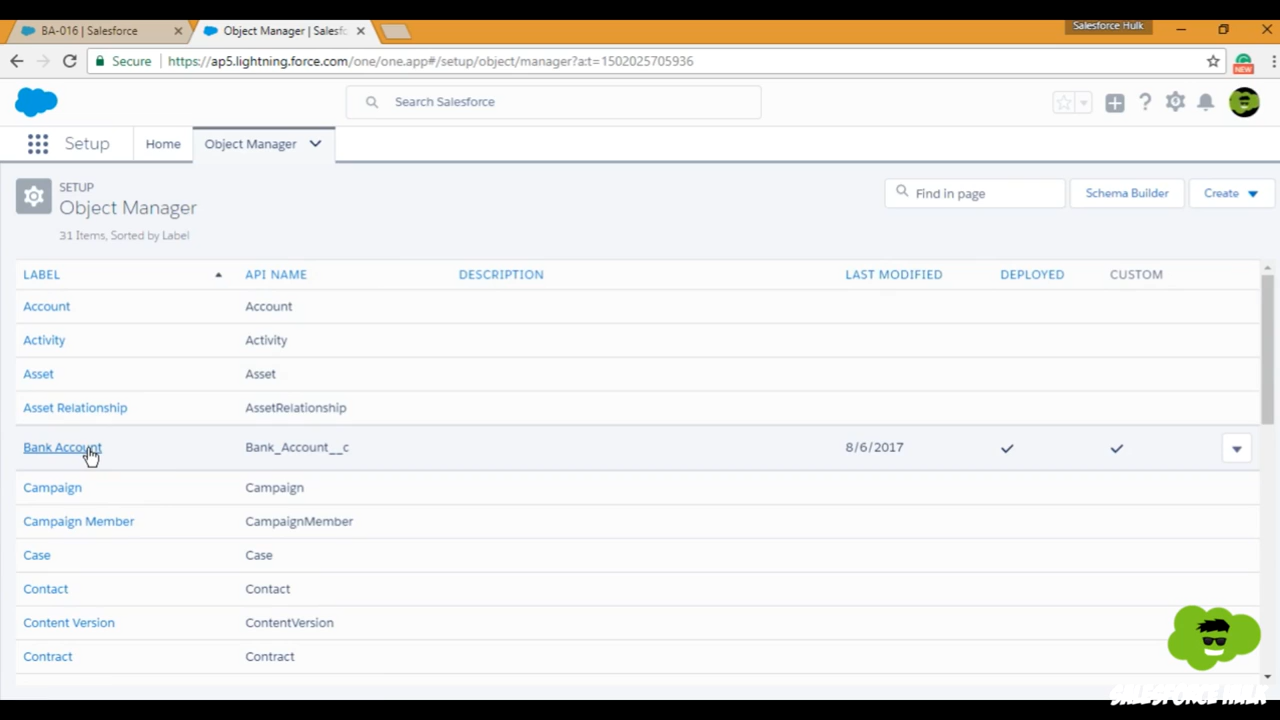 BA-016 | Salesforce
Object Manager | Salesfo
Salesforce Hulk
Secure
https://ap5.lightning.force.com/one/one.app#/setup/object/manager?a:t=1502025705936
NEW
Search Salesforce
Setup
Home
Object Manager
SETUP
Object Manager
31 Items, Sorted by Label
Find in page
Schema Builder
Create
LABEL API NAME DESCRIPTION LAST MODIFIED DEPLOYED CUSTOM
Account Account
Activity Activity
Asset Asset
Asset Relationship AssetRelationship
Bank Account Bank_Account__c 8/6/2017
Campaign Campaign
Campaign Member CampaignMember
Case Case
Contact Contact
Content Version ContentVersion
Contract Contract
SALESFORCE HULK